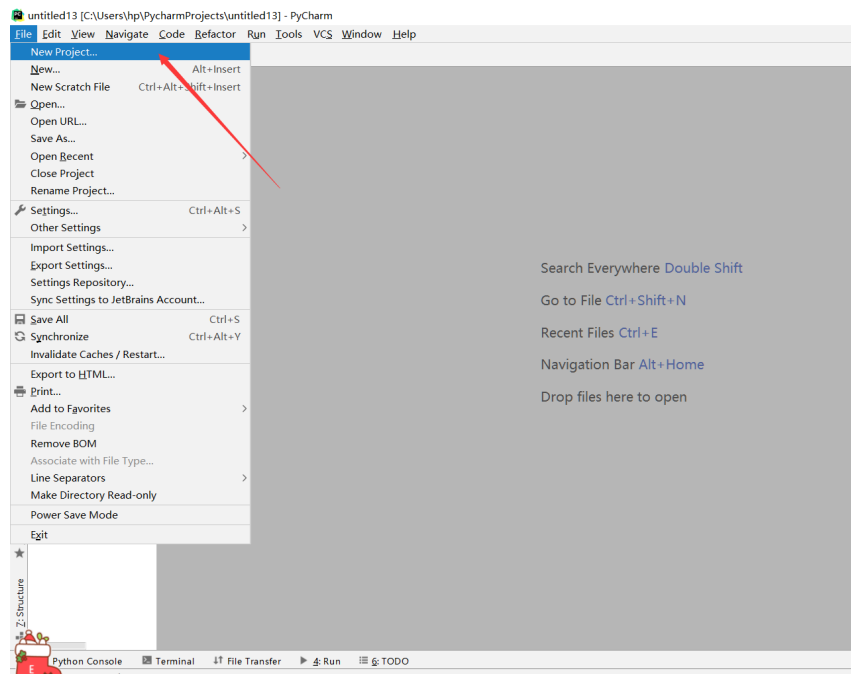 untitled13 [C:\Users\hp\PycharmProjects\untitled13] - PyCharm
File Edit View Navigate Code Refactor Run Tools VCS Window Help
New Project...
New... Alt+Insert
New Scratch File Ctrl+Alt+Shift+Insert
Open...
Open URL...
Save As...
Open Recent
Close Project
Rename Project...
Settings... Ctrl+Alt+S
Other Settings
Import Settings...
Export Settings...
Settings Repository...
Sync Settings to JetBrains Account...
Save All Ctrl+S
Synchronize Ctrl+Alt+Y
Invalidate Caches / Restart...
Export to HTML...
Print...
Add to Favorites
File Encoding
Remove BOM
Associate with File Type...
Line Separators
Make Directory Read-only
Power Save Mode
Exit
Search Everywhere Double Shift
Go to File Ctrl+Shift+N
Recent Files Ctrl+E
Navigation Bar Alt+Home
Drop files here to open
Z: Structure
Python Console Terminal File Transfer 4: Run 6: TODO
E